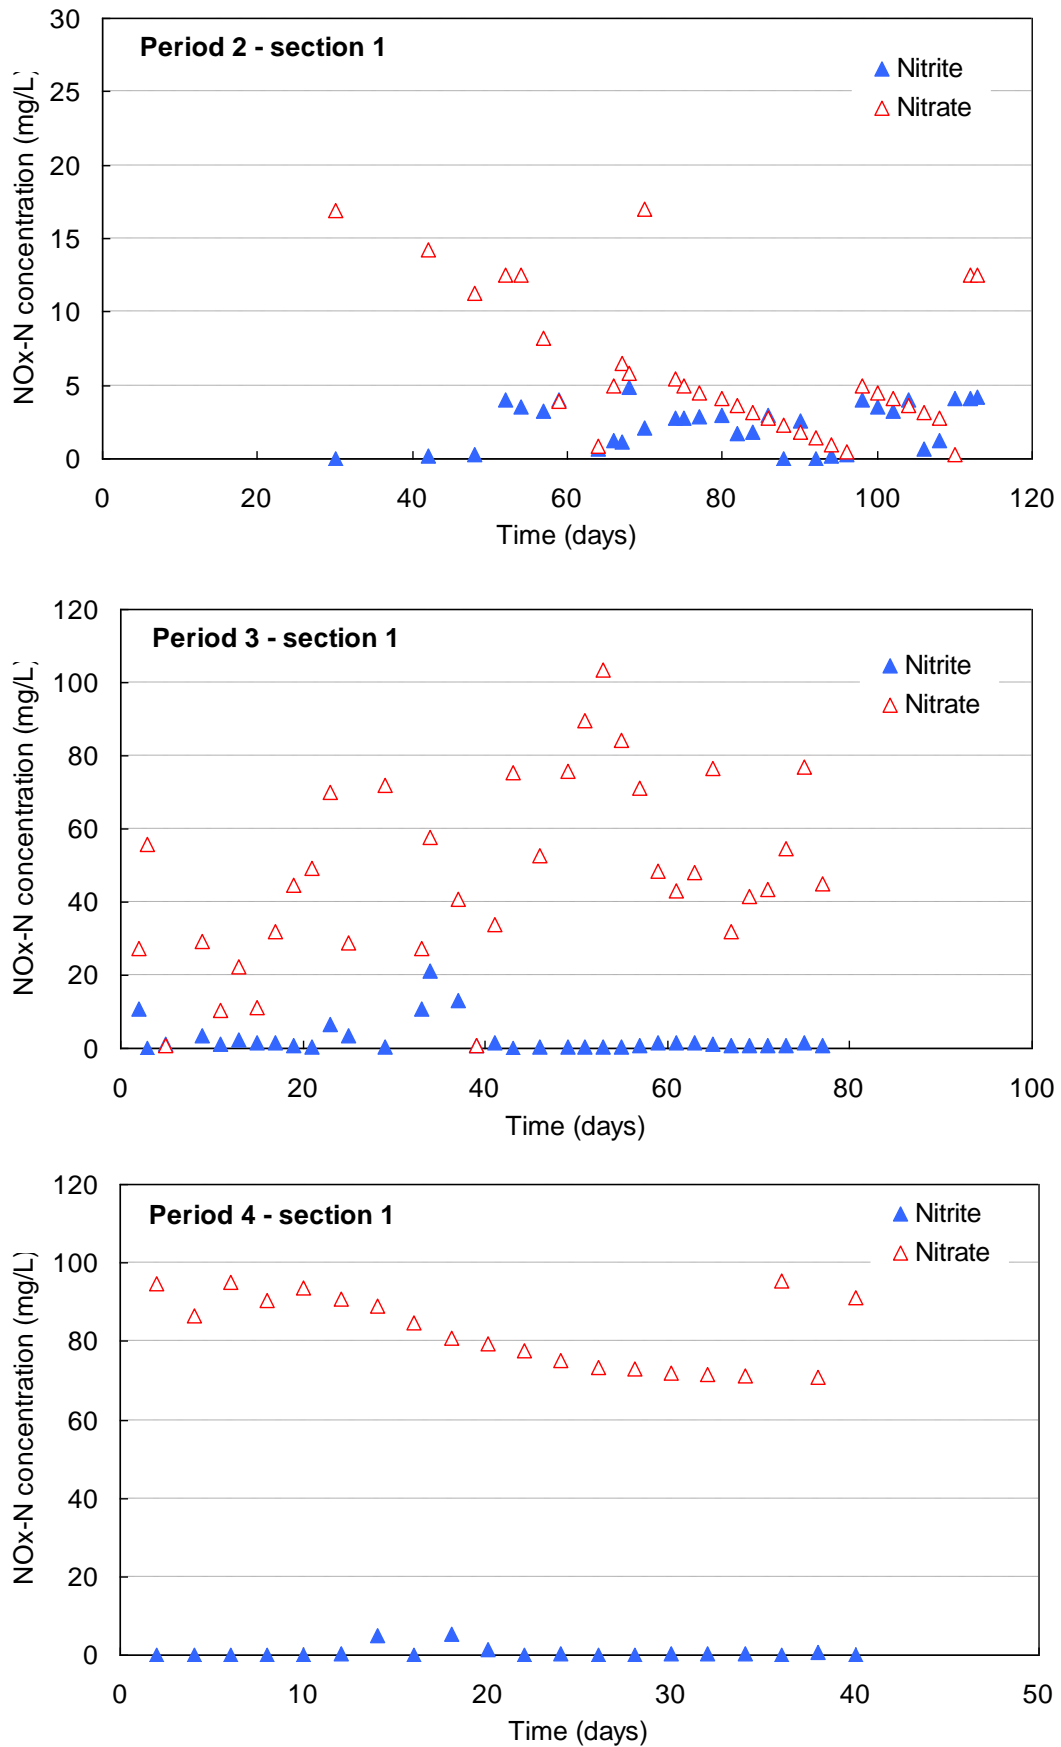 Period 2 - section 1
Nitrite
Nitrate
NOx-N concentration (mg/L)
30
25
20
15
10
5
0
0 20 40 60 80 100 120
Time (days)
Period 3 - section 1
Nitrite
Nitrate
NOx-N concentration (mg/L)
120
100
80
60
40
20
0
0 20 40 60 80 100
Time (days)
Period 4 - section 1
Nitrite
Nitrate
NOx-N concentration (mg/L)
120
100
80
60
40
20
0
0 10 20 30 40 50
Time (days)